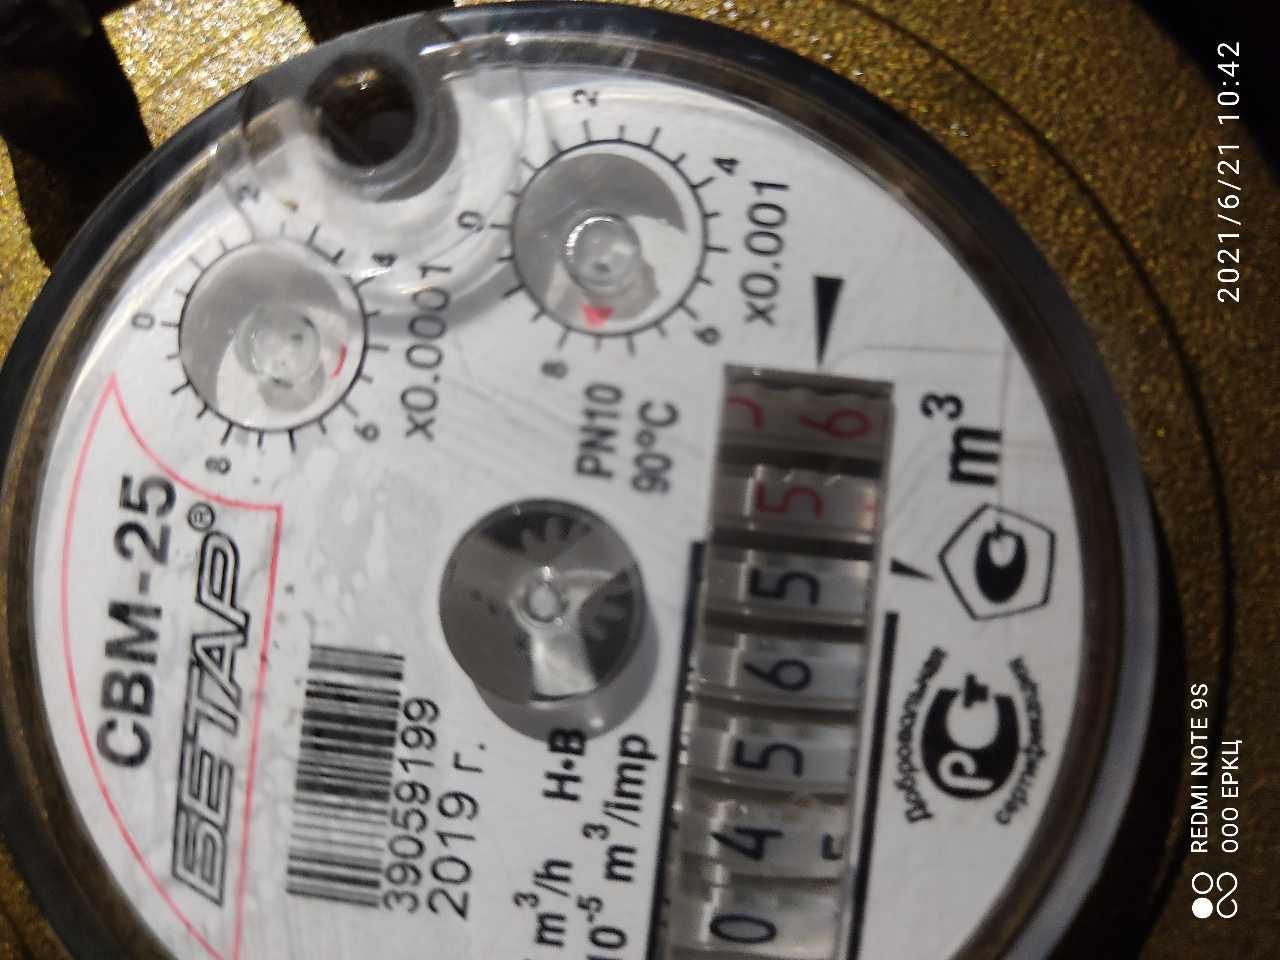 СВМ-25
БЕТАР®
39059199
2019 г.
0
2
4
6
8
x0.0001
0
2
4
6
8
x0.001
PN10
90°C
H•B
m³/h
10⁻⁵ m³/imp
0 4 5 6 5 5 6
m³
Добровольная
РСТ
сертификация
REDMI NOTE 9S
ООО ЕРКЦ
2021/6/21 10:42